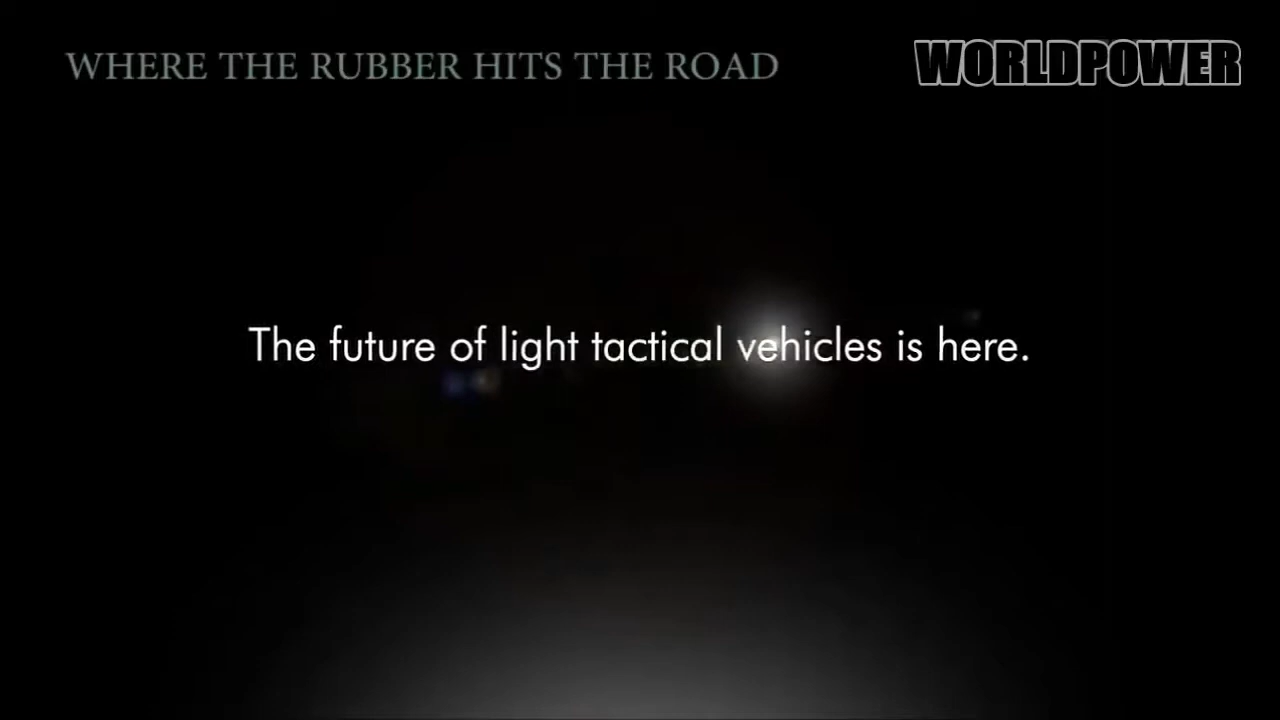 WHERE THE RUBBER HITS THE ROAD
WORLDPOWER
The future of light tactical vehicles is here.